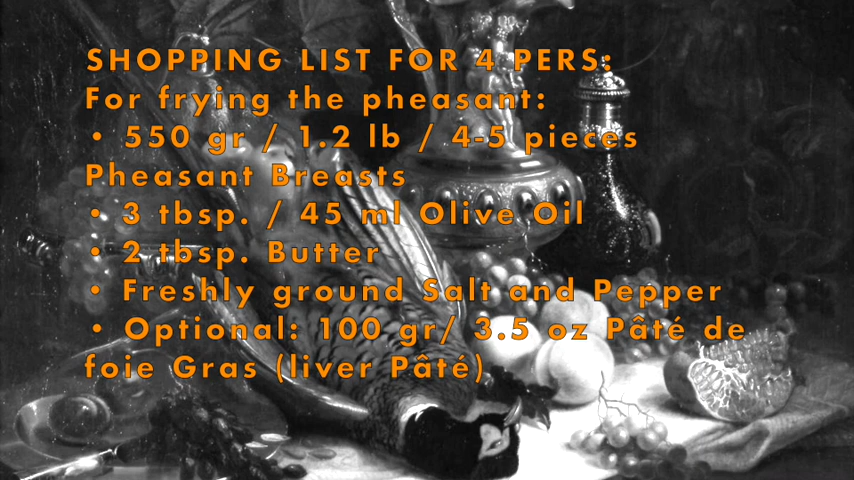 SHOPPING LIST FOR 4 PERS:
For frying the pheasant:
• 550 gr / 1.2 lb / 4-5 pieces
Pheasant Breasts
• 3 tbsp. / 45 ml Olive Oil
• 2 tbsp. Butter
• Freshly ground Salt and Pepper
• Optional: 100 gr/ 3.5 oz Pâté de
foie Gras (liver Pâté)